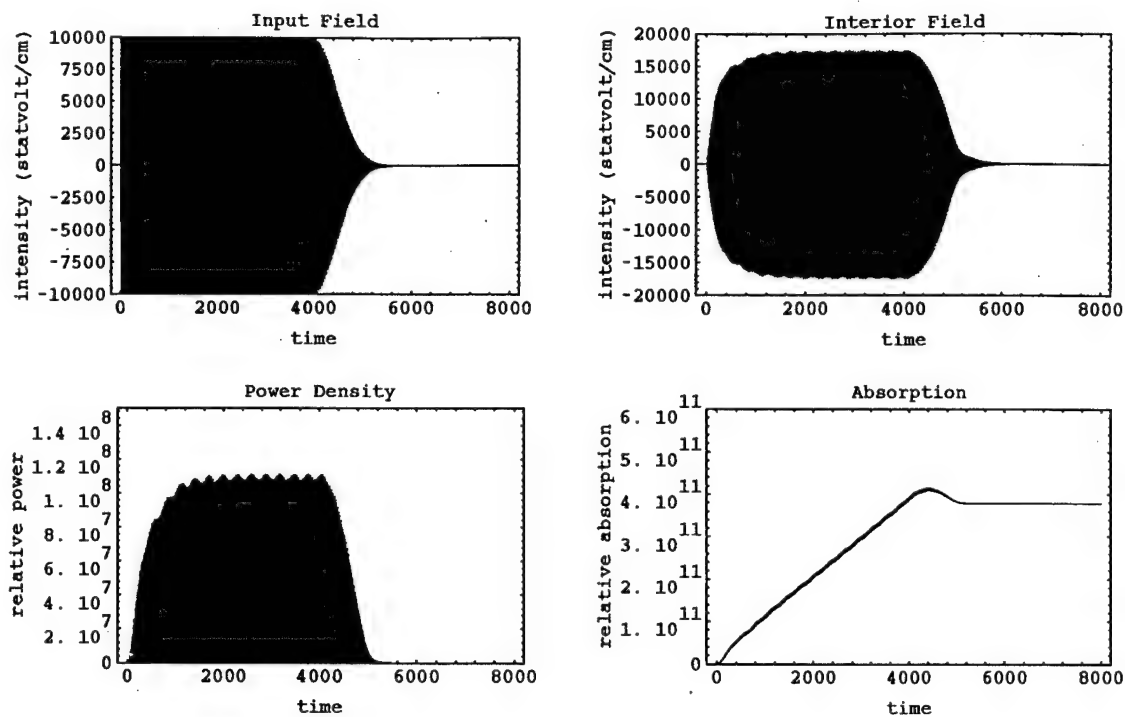 Input Field
intensity (statvolt/cm)
10000
7500
5000
2500
0
-2500
-5000
-7500
-10000
0 2000 4000 6000 8000
time
Interior Field
intensity (statvolt/cm)
20000
15000
10000
5000
0
-5000
-10000
-15000
-20000
0 2000 4000 6000 8000
time
Power Density
relative power
8
1.4 10
8
1.2 10
8
1. 10
7
8. 10
7
6. 10
7
4. 10
7
2. 10
0
0 2000 4000 6000 8000
time
Absorption
relative absorption
11
6. 10
11
5. 10
11
4. 10
11
3. 10
11
2. 10
11
1. 10
0
0 2000 4000 6000 8000
time